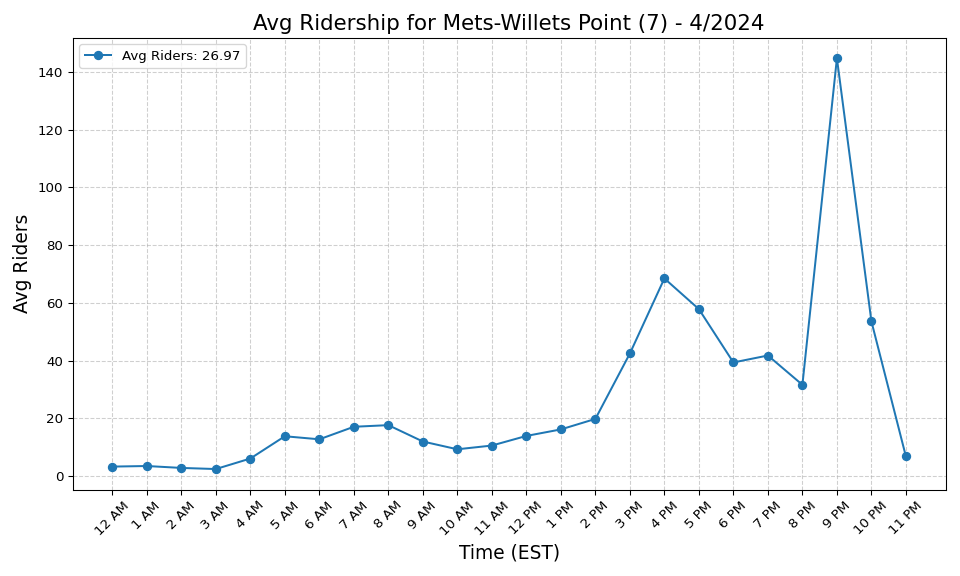 Avg Ridership for Mets-Willets Point (7) - 4/2024
Avg Riders: 26.97
Avg Riders
140
120
100
80
60
40
20
0
12 AM
1 AM
2 AM
3 AM
4 AM
5 AM
6 AM
7 AM
8 AM
9 AM
10 AM
11 AM
12 PM
1 PM
2 PM
3 PM
4 PM
5 PM
6 PM
7 PM
8 PM
9 PM
10 PM
11 PM
Time (EST)